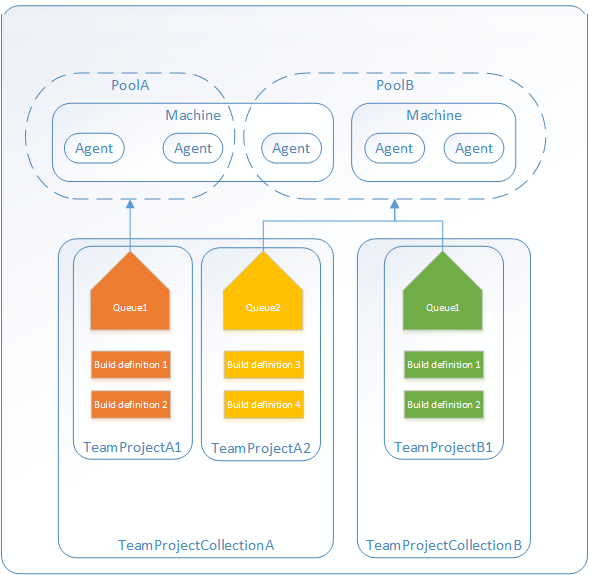 PoolA
PoolB
Machine
Machine
Agent
Agent
Agent
Agent
Agent
Queue1
Queue2
Queue1
Build definition 1
Build definition 3
Build definition 1
Build definition 2
Build definition 4
Build definition 2
TeamProjectA1
TeamProjectA2
TeamProjectB1
TeamProjectCollectionA
TeamProjectCollectionB